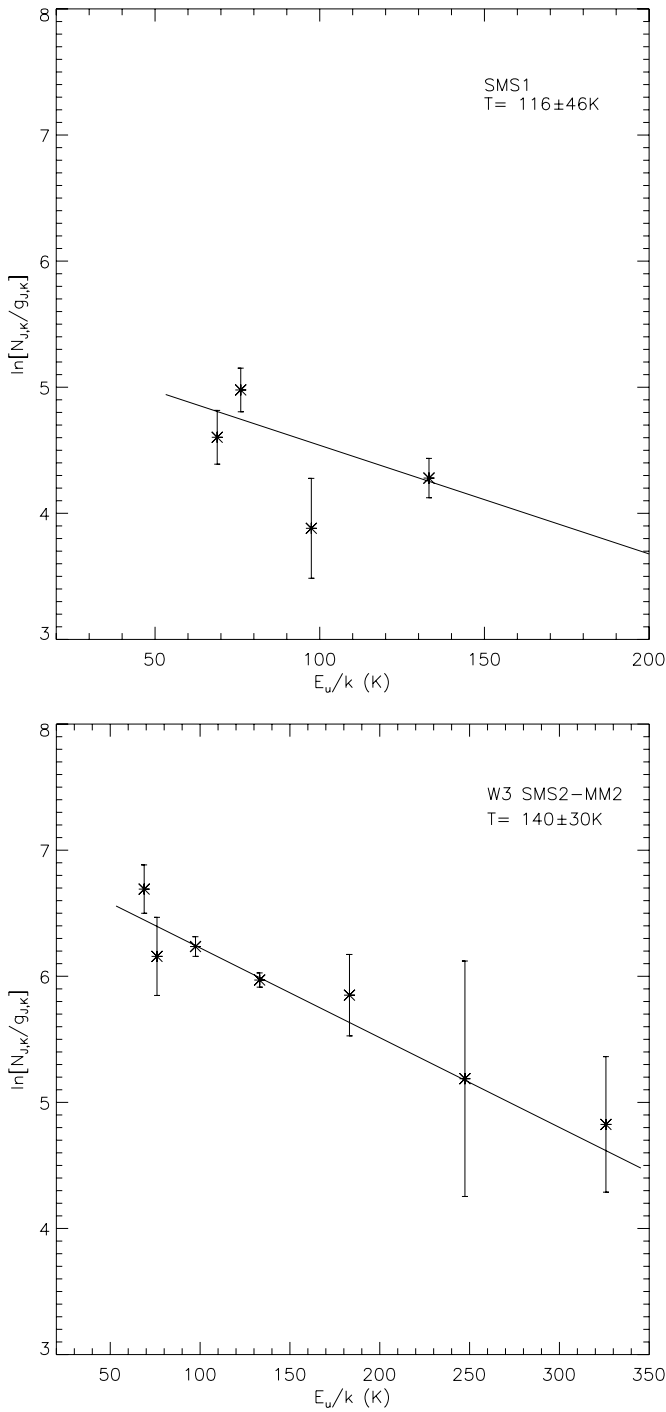 8
SMS1
T= 116±46K
7
6
ln[N_J,K/g_J,K]
5
4
3
50 100 150 200
E_u/k (K)
8
W3 SMS2−MM2
T= 140±30K
7
6
ln[N_J,K/g_J,K]
5
4
3
50 100 150 200 250 300 350
E_u/k (K)